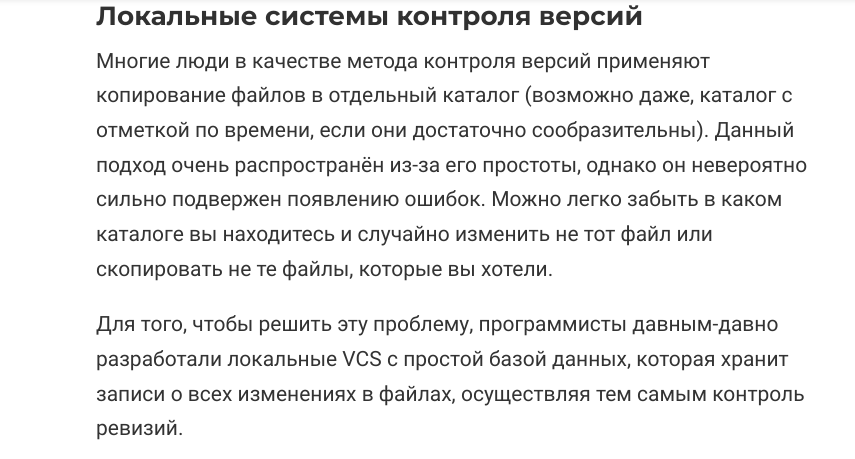 Локальные системы контроля версий
Многие люди в качестве метода контроля версий применяют
копирование файлов в отдельный каталог (возможно даже, каталог с
отметкой по времени, если они достаточно сообразительны). Данный
подход очень распространён из-за его простоты, однако он невероятно
сильно подвержен появлению ошибок. Можно легко забыть в каком
каталоге вы находитесь и случайно изменить не тот файл или
скопировать не те файлы, которые вы хотели.
Для того, чтобы решить эту проблему, программисты давным-давно
разработали локальные VCS с простой базой данных, которая хранит
записи о всех изменениях в файлах, осуществляя тем самым контроль
ревизий.